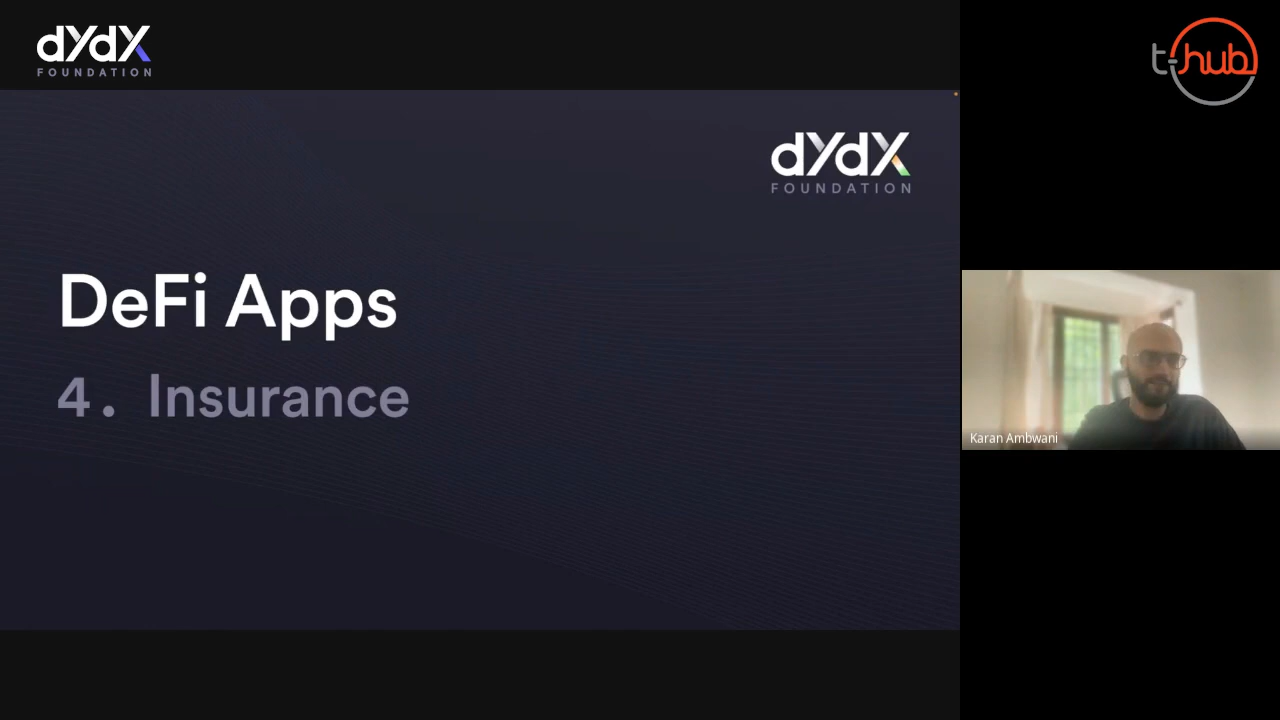 dYdX
FOUNDATION
t-hub
dYdX
FOUNDATION
DeFi Apps
4. Insurance
Karan Ambwani